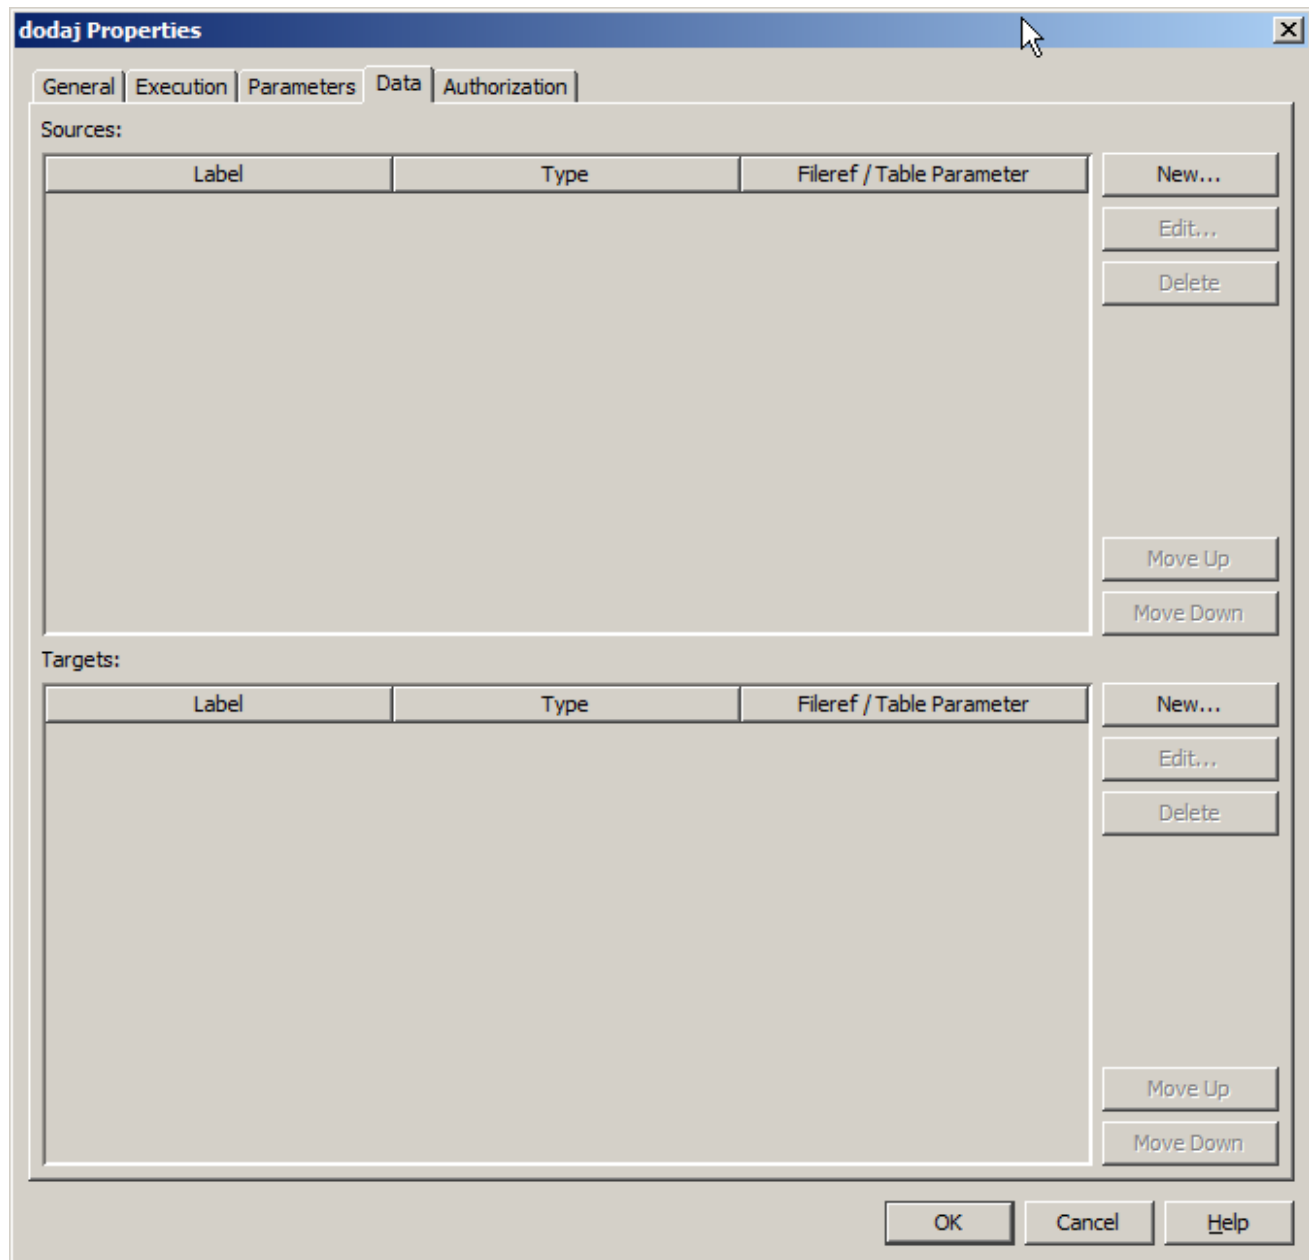 dodaj Properties
General Execution Parameters Data Authorization
Sources:
Label Type Fileref / Table Parameter New...
Edit...
Delete
Move Up
Move Down
Targets:
Label Type Fileref / Table Parameter New...
Edit...
Delete
Move Up
Move Down
OK Cancel Help